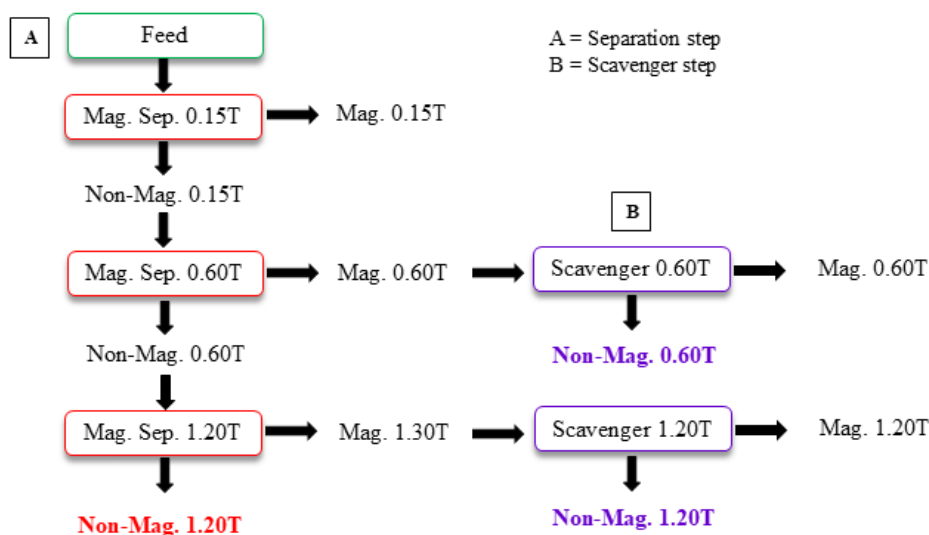 A
Feed
A = Separation step
B = Scavenger step
Mag. Sep. 0.15T
Mag. 0.15T
Non-Mag. 0.15T
B
Mag. Sep. 0.60T
Mag. 0.60T
Scavenger 0.60T
Mag. 0.60T
Non-Mag. 0.60T
Non-Mag. 0.60T
Mag. Sep. 1.20T
Mag. 1.30T
Scavenger 1.20T
Mag. 1.20T
Non-Mag. 1.20T
Non-Mag. 1.20T